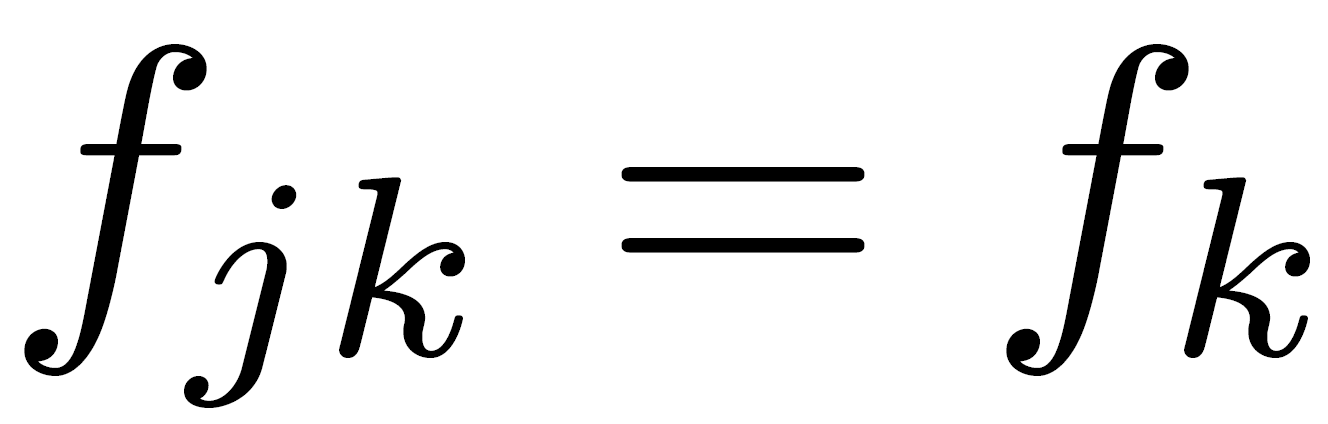 f_{jk} = f_k